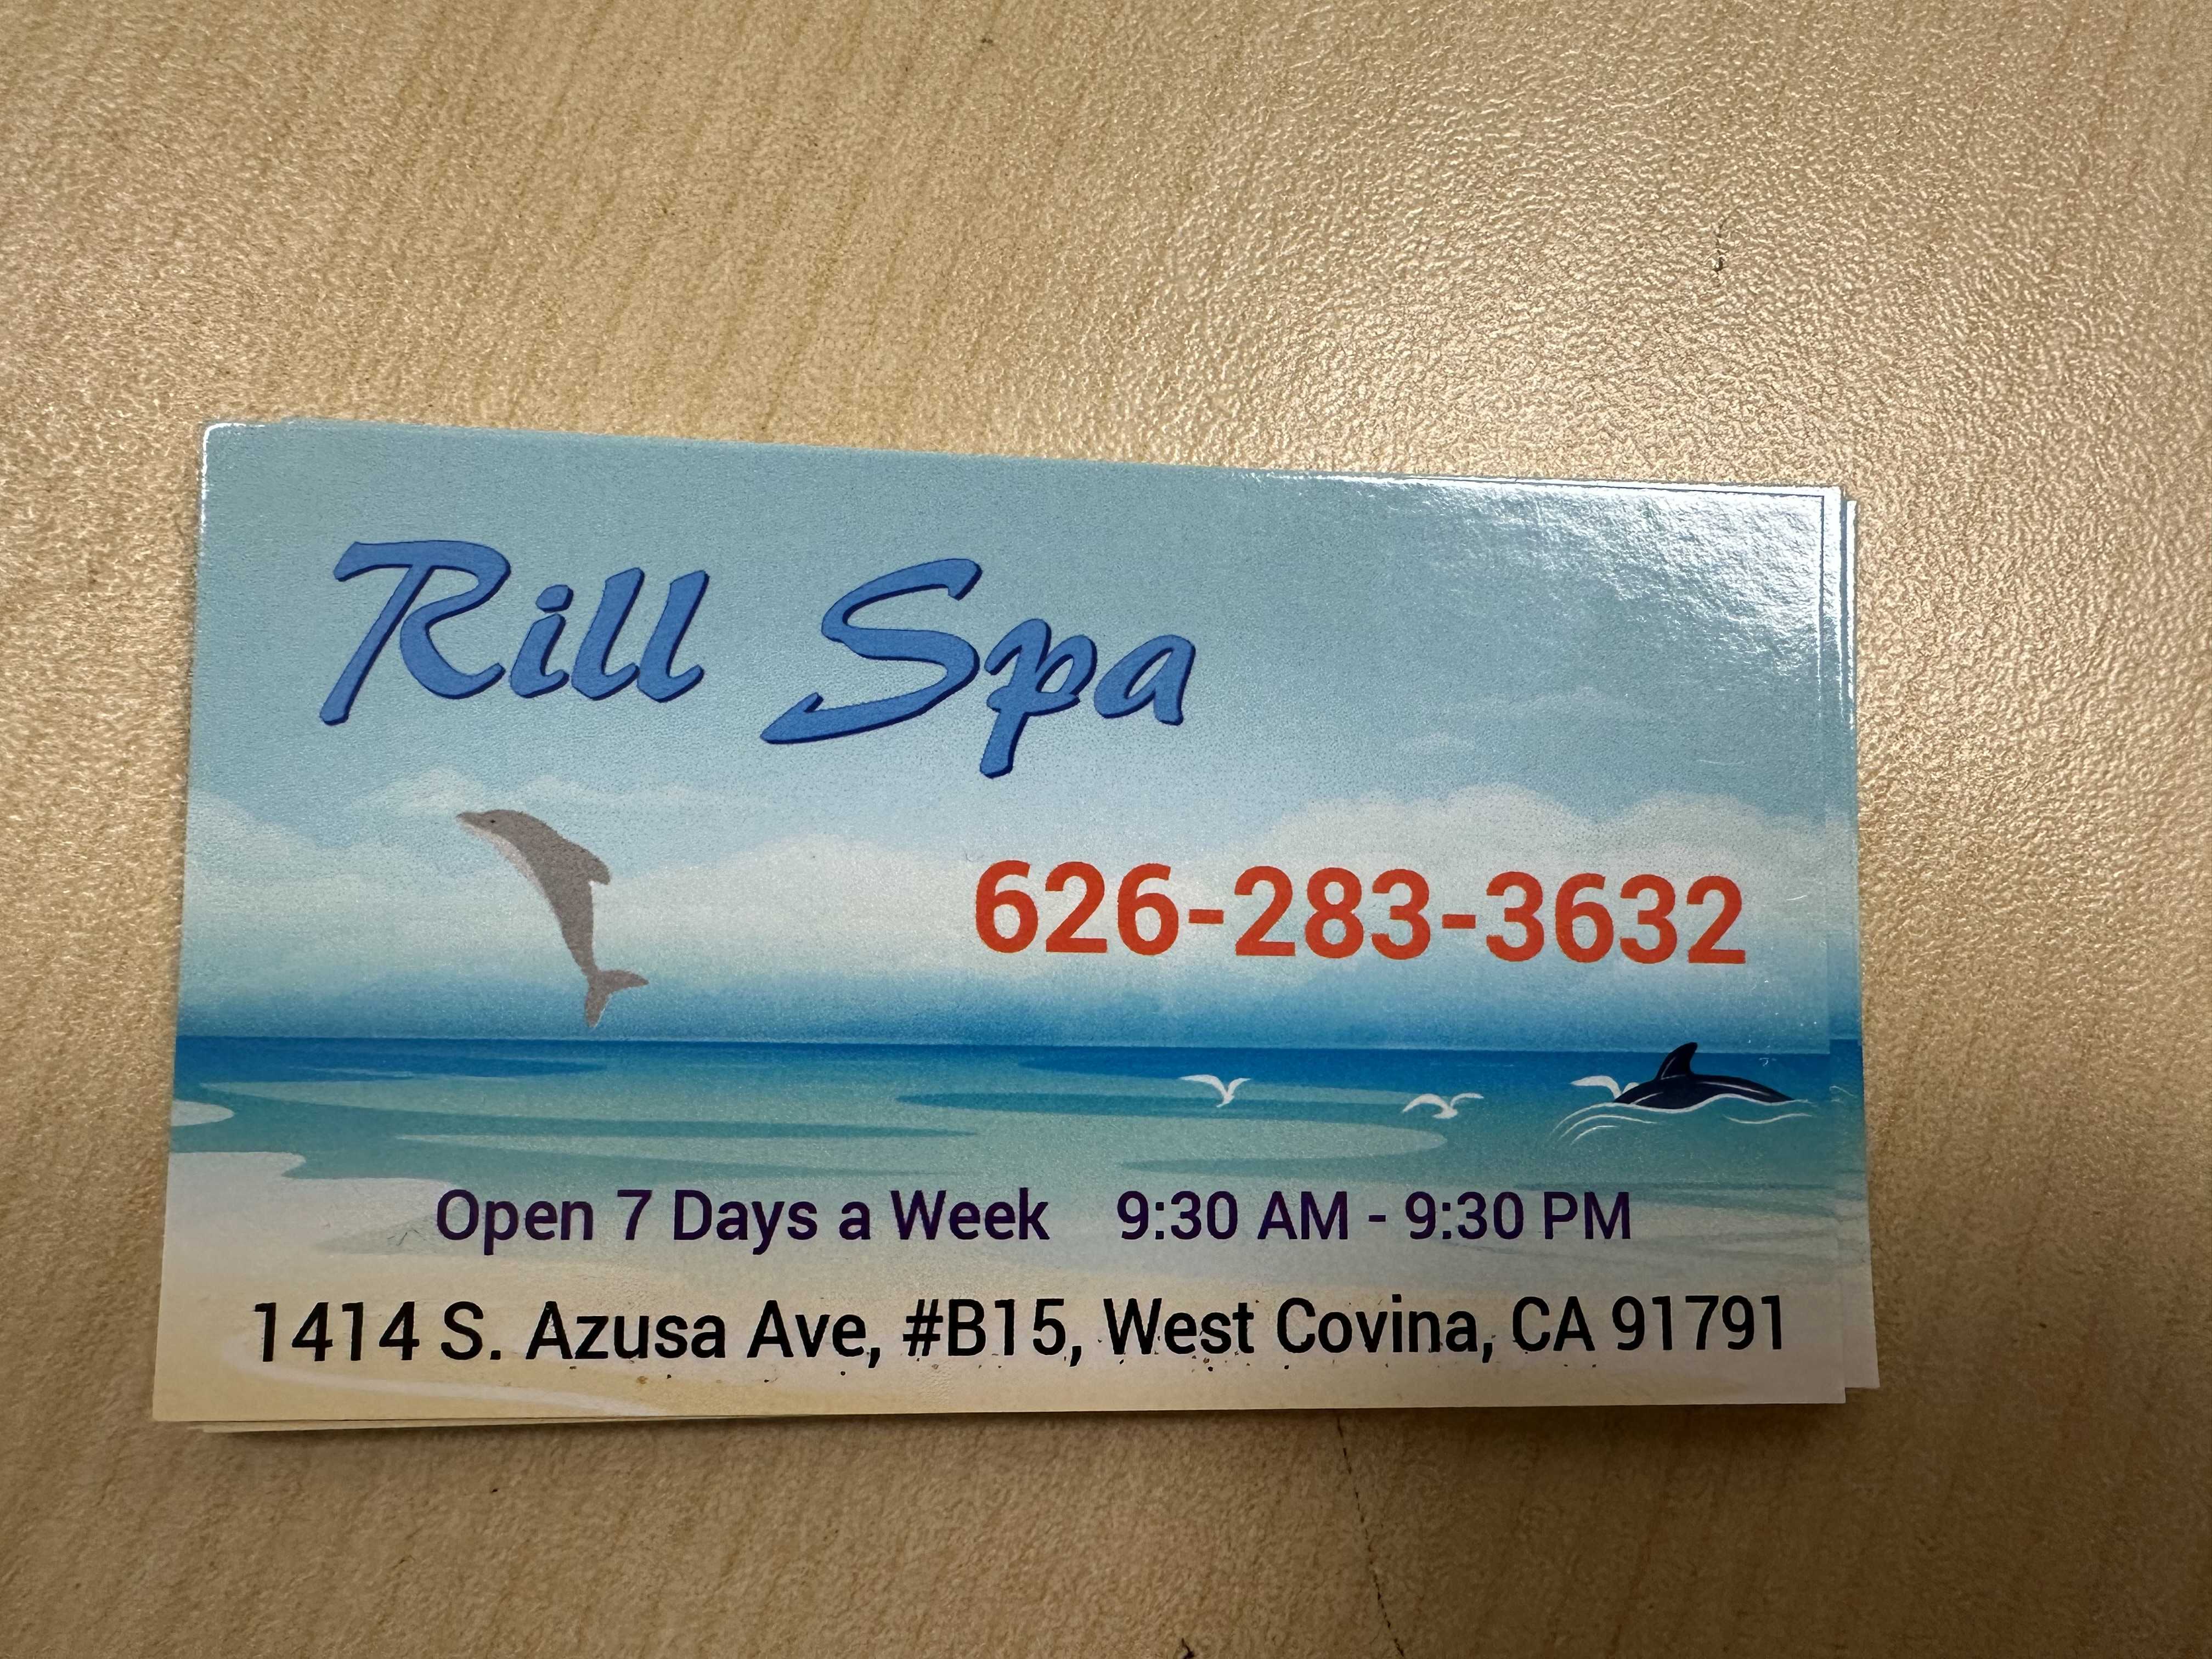 Rill Spa
626-283-3632
Open 7 Days a Week 9:30 AM - 9:30 PM
1414 S. Azusa Ave, #B15, West Covina, CA 91791